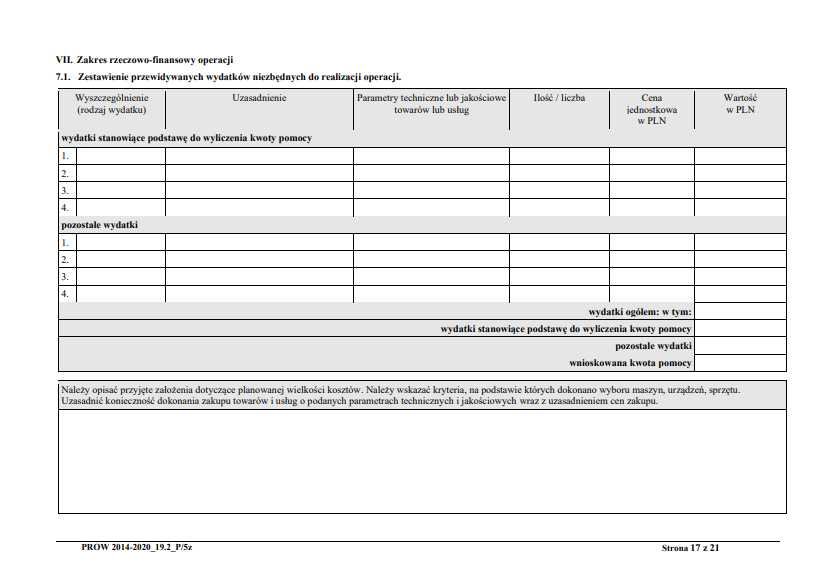 VII. Zakres rzeczowo-finansowy operacji
7.1. Zestawienie przewidywanych wydatków niezbędnych do realizacji operacji.
Wyszczególnienie (rodzaj wydatku) Uzasadnienie Parametry techniczne lub jakościowe towarów lub usług Ilość / liczba Cena jednostkowa w PLN Wartość w PLN
wydatki stanowiące podstawę do wyliczenia kwoty pomocy
1.
2.
3.
4.
pozostałe wydatki
1.
2.
3.
4.
wydatki ogółem: w tym:
wydatki stanowiące podstawę do wyliczenia kwoty pomocy
pozostałe wydatki
wnioskowana kwota pomocy
Należy opisać przyjęte założenia dotyczące planowanej wielkości kosztów. Należy wskazać kryteria, na podstawie których dokonano wyboru maszyn, urządzeń, sprzętu.
Uzasadnić konieczność dokonania zakupu towarów i usług o podanych parametrach technicznych i jakościowych wraz z uzasadnieniem cen zakupu.
PROW 2014-2020_19.2_P/5z Strona 17 z 21